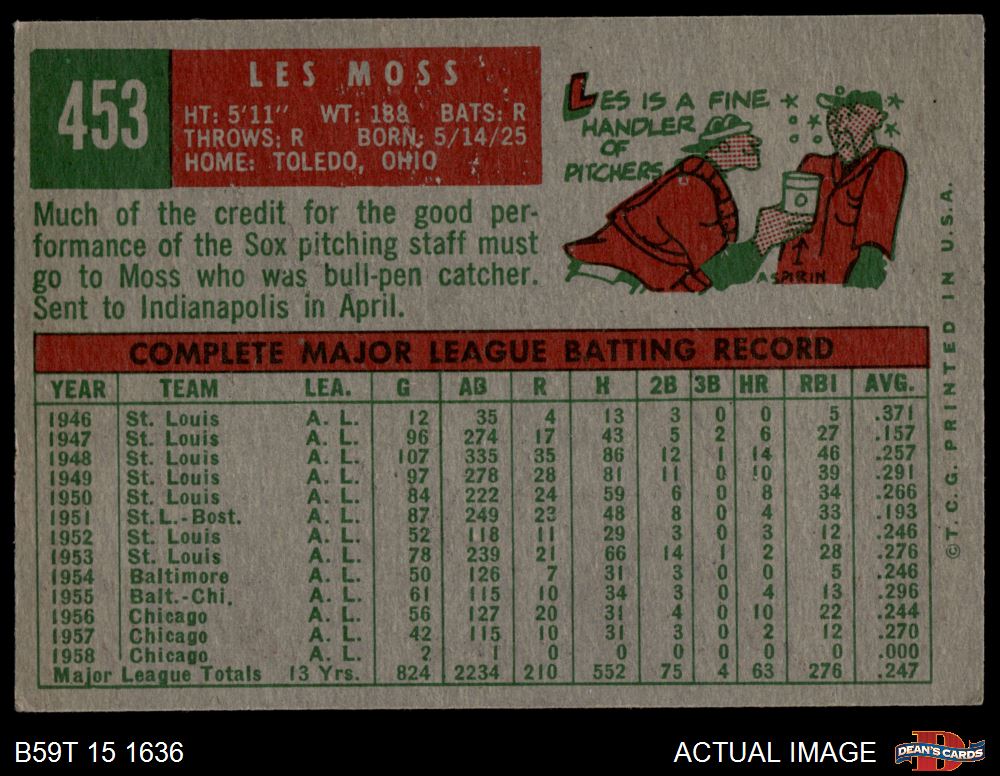 453
LES MOSS
HT: 5'11" WT: 188 BATS: R
THROWS: R BORN: 5/14/25
HOME: TOLEDO, OHIO
LES IS A FINE
HANDLER
OF
PITCHERS
ASPIRIN
Much of the credit for the good per-
formance of the Sox pitching staff must
go to Moss who was bull-pen catcher.
Sent to Indianapolis in April.
COMPLETE MAJOR LEAGUE BATTING RECORD
YEAR TEAM LEA. G AB R H 2B 3B HR RBI AVG.
1946 St. Louis A. L. 12 35 4 13 3 0 0 5 .371
1947 St. Louis A. L. 96 274 17 43 5 2 6 27 .157
1948 St. Louis A. L. 107 335 35 86 12 1 14 46 .257
1949 St. Louis A. L. 97 278 28 81 11 0 10 39 .291
1950 St. Louis A. L. 84 222 24 59 6 0 8 34 .266
1951 St. L.-Bost. A. L. 87 249 23 48 8 0 4 33 .193
1952 St. Louis A. L. 52 118 11 29 3 0 3 12 .246
1953 St. Louis A. L. 78 239 21 66 14 1 2 28 .276
1954 Baltimore A. L. 50 126 7 31 3 0 0 5 .246
1955 Balt.-Chi. A. L. 61 115 10 34 3 0 4 13 .296
1956 Chicago A. L. 56 127 20 31 4 0 10 22 .244
1957 Chicago A. L. 42 115 10 31 3 0 2 12 .270
1958 Chicago A. L. 2 1 0 0 0 0 0 0 .000
Major League Totals 13 Yrs. 824 2234 210 552 75 4 63 276 .247
©T.C.G. PRINTED IN U.S.A.
B59T 15 1636
ACTUAL IMAGE
DEAN'S CARDS